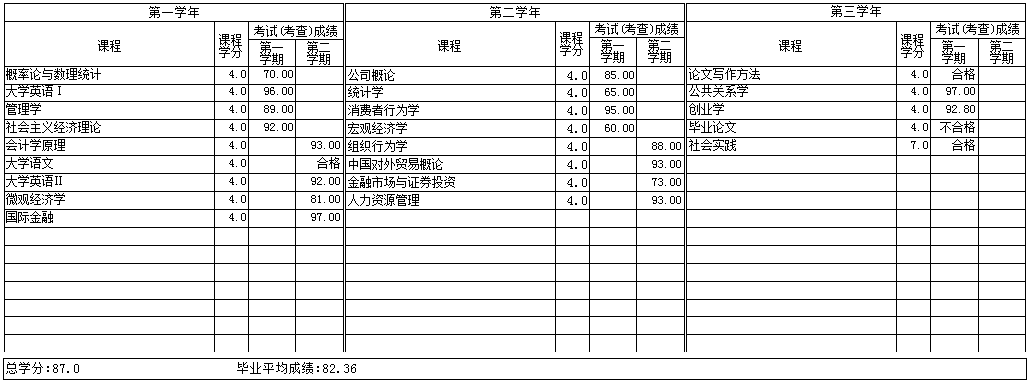 第一学年 第二学年 第三学年
课程 课程学分 考试(考查)成绩 课程 课程学分 考试(考查)成绩 课程 课程学分 考试(考查)成绩
第一学期 第二学期 第一学期 第二学期 第一学期 第二学期
概率论与数理统计 4.0 70.00 公司概论 4.0 85.00 论文写作方法 4.0 合格
大学英语Ⅰ 4.0 96.00 统计学 4.0 65.00 公共关系学 4.0 97.00
管理学 4.0 89.00 消费者行为学 4.0 95.00 创业学 4.0 92.80
社会主义经济理论 4.0 92.00 宏观经济学 4.0 60.00 毕业论文 4.0 不合格
会计学原理 4.0 93.00 组织行为学 4.0 88.00 社会实践 7.0 合格
大学语文 4.0 合格 中国对外贸易概论 4.0 93.00
大学英语Ⅱ 4.0 92.00 金融市场与证券投资 4.0 73.00
微观经济学 4.0 81.00 人力资源管理 4.0 93.00
国际金融 4.0 97.00
总学分:87.0 毕业平均成绩:82.36